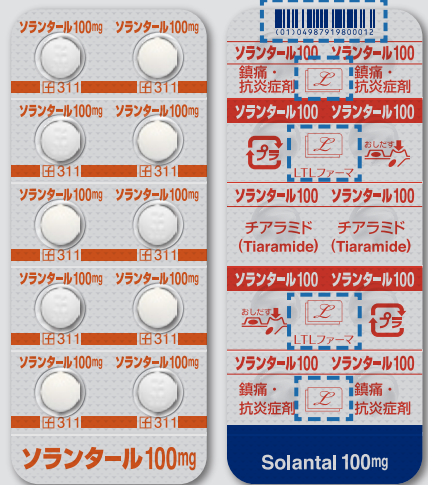 ソランタール100mg ソランタール100mg
311 311
ソランタール100mg ソランタール100mg
311 311
ソランタール100mg ソランタール100mg
311 311
ソランタール100mg ソランタール100mg
311 311
ソランタール100mg ソランタール100mg
311 311
ソランタール100mg
(01)04987919800012
ソランタール100 ソランタール100
鎮痛・ 鎮痛・
抗炎症剤 抗炎症剤
ソランタール100 ソランタール100
プラ おしだす
LTLファーマ
ソランタール100 ソランタール100
チアラミド チアラミド
(Tiaramide) (Tiaramide)
ソランタール100 ソランタール100
おしだす プラ
LTLファーマ
ソランタール100 ソランタール100
鎮痛・ 鎮痛・
抗炎症剤 抗炎症剤
Solantal 100mg